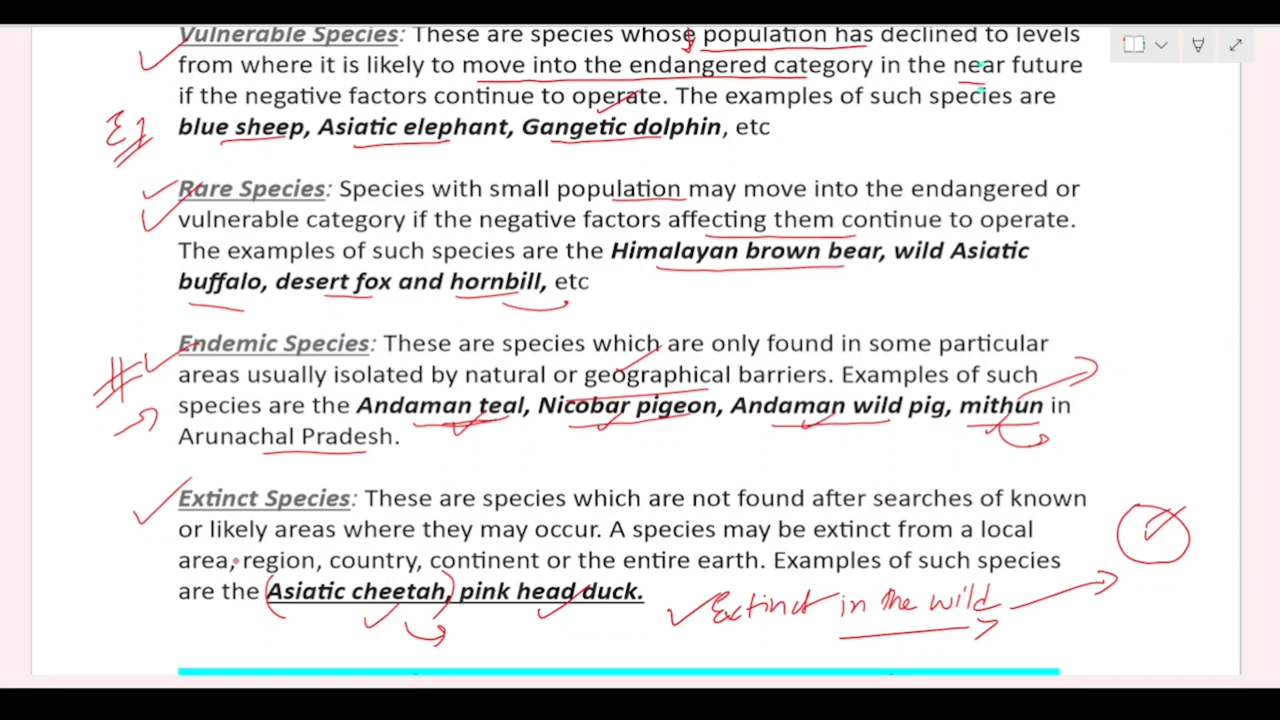 Vulnerable Species: These are species whose population has declined to levels
from where it is likely to move into the endangered category in the near future
if the negative factors continue to operate. The examples of such species are
blue sheep, Asiatic elephant, Gangetic dolphin, etc
Rare Species: Species with small population may move into the endangered or
vulnerable category if the negative factors affecting them continue to operate.
The examples of such species are the Himalayan brown bear, wild Asiatic
buffalo, desert fox and hornbill, etc
Endemic Species: These are species which are only found in some particular
areas usually isolated by natural or geographical barriers. Examples of such
species are the Andaman teal, Nicobar pigeon, Andaman wild pig, mithun in
Arunachal Pradesh.
Extinct Species: These are species which are not found after searches of known
or likely areas where they may occur. A species may be extinct from a local
area, region, country, continent or the entire earth. Examples of such species
are the Asiatic cheetah, pink head duck.
Extinct in the wild